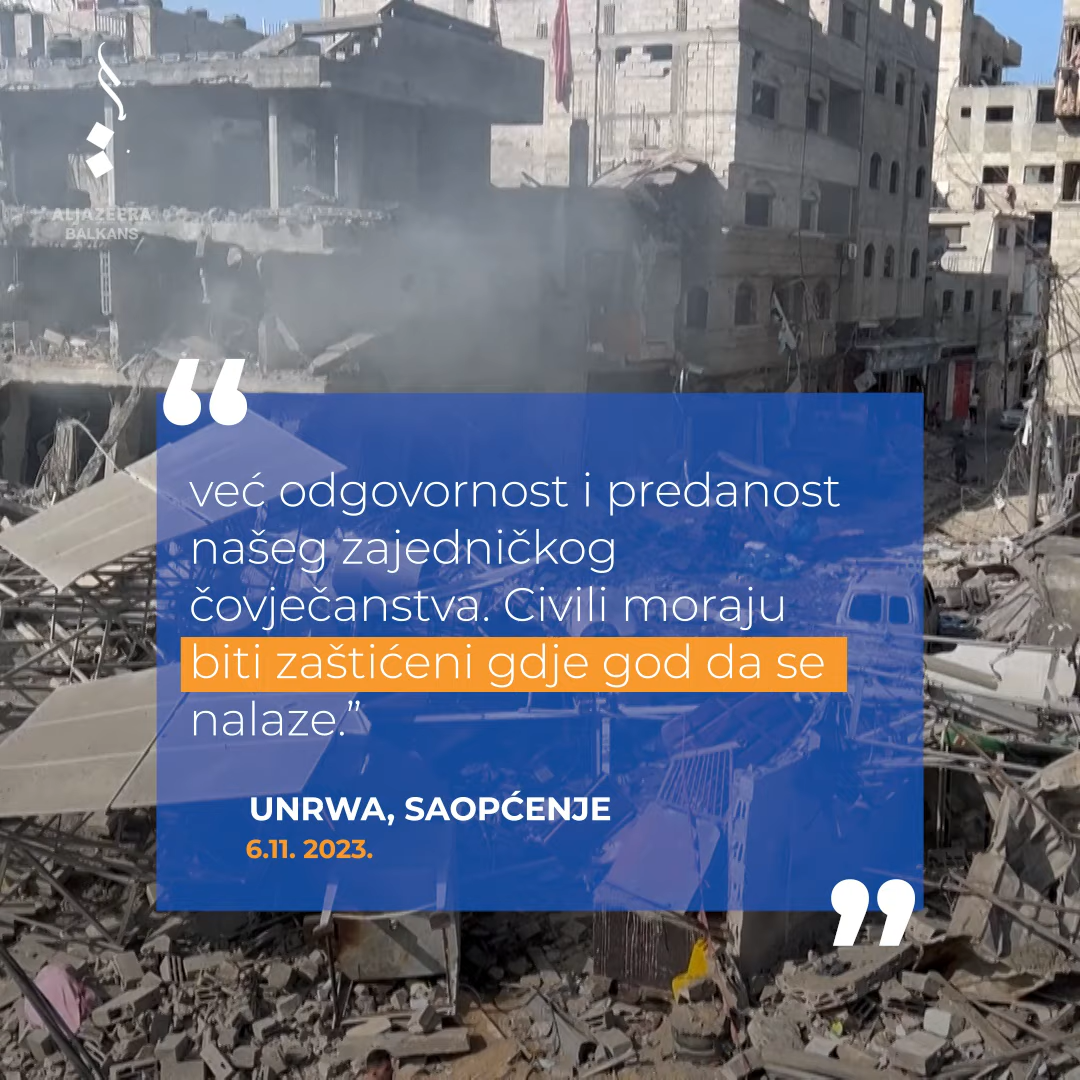 ALJAZEERA
BALKANS
“
već odgovornost i predanost
našeg zajedničkog
čovječanstva. Civili moraju
biti zaštićeni gdje god da se
nalaze.”
UNRWA, SAOPĆENJE
6.11. 2023.
”